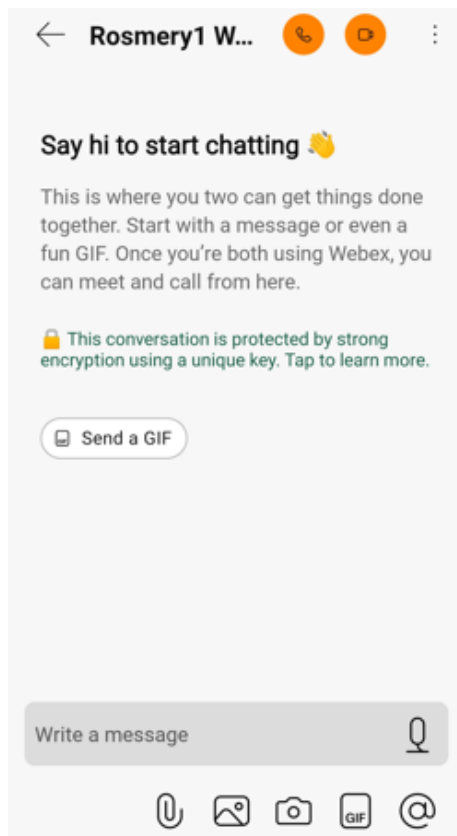 Rosmery1 W...
Say hi to start chatting 👋
This is where you two can get things done
together. Start with a message or even a
fun GIF. Once you're both using Webex, you
can meet and call from here.
🔒 This conversation is protected by strong
encryption using a unique key. Tap to learn more.
Send a GIF
Write a message
GIF